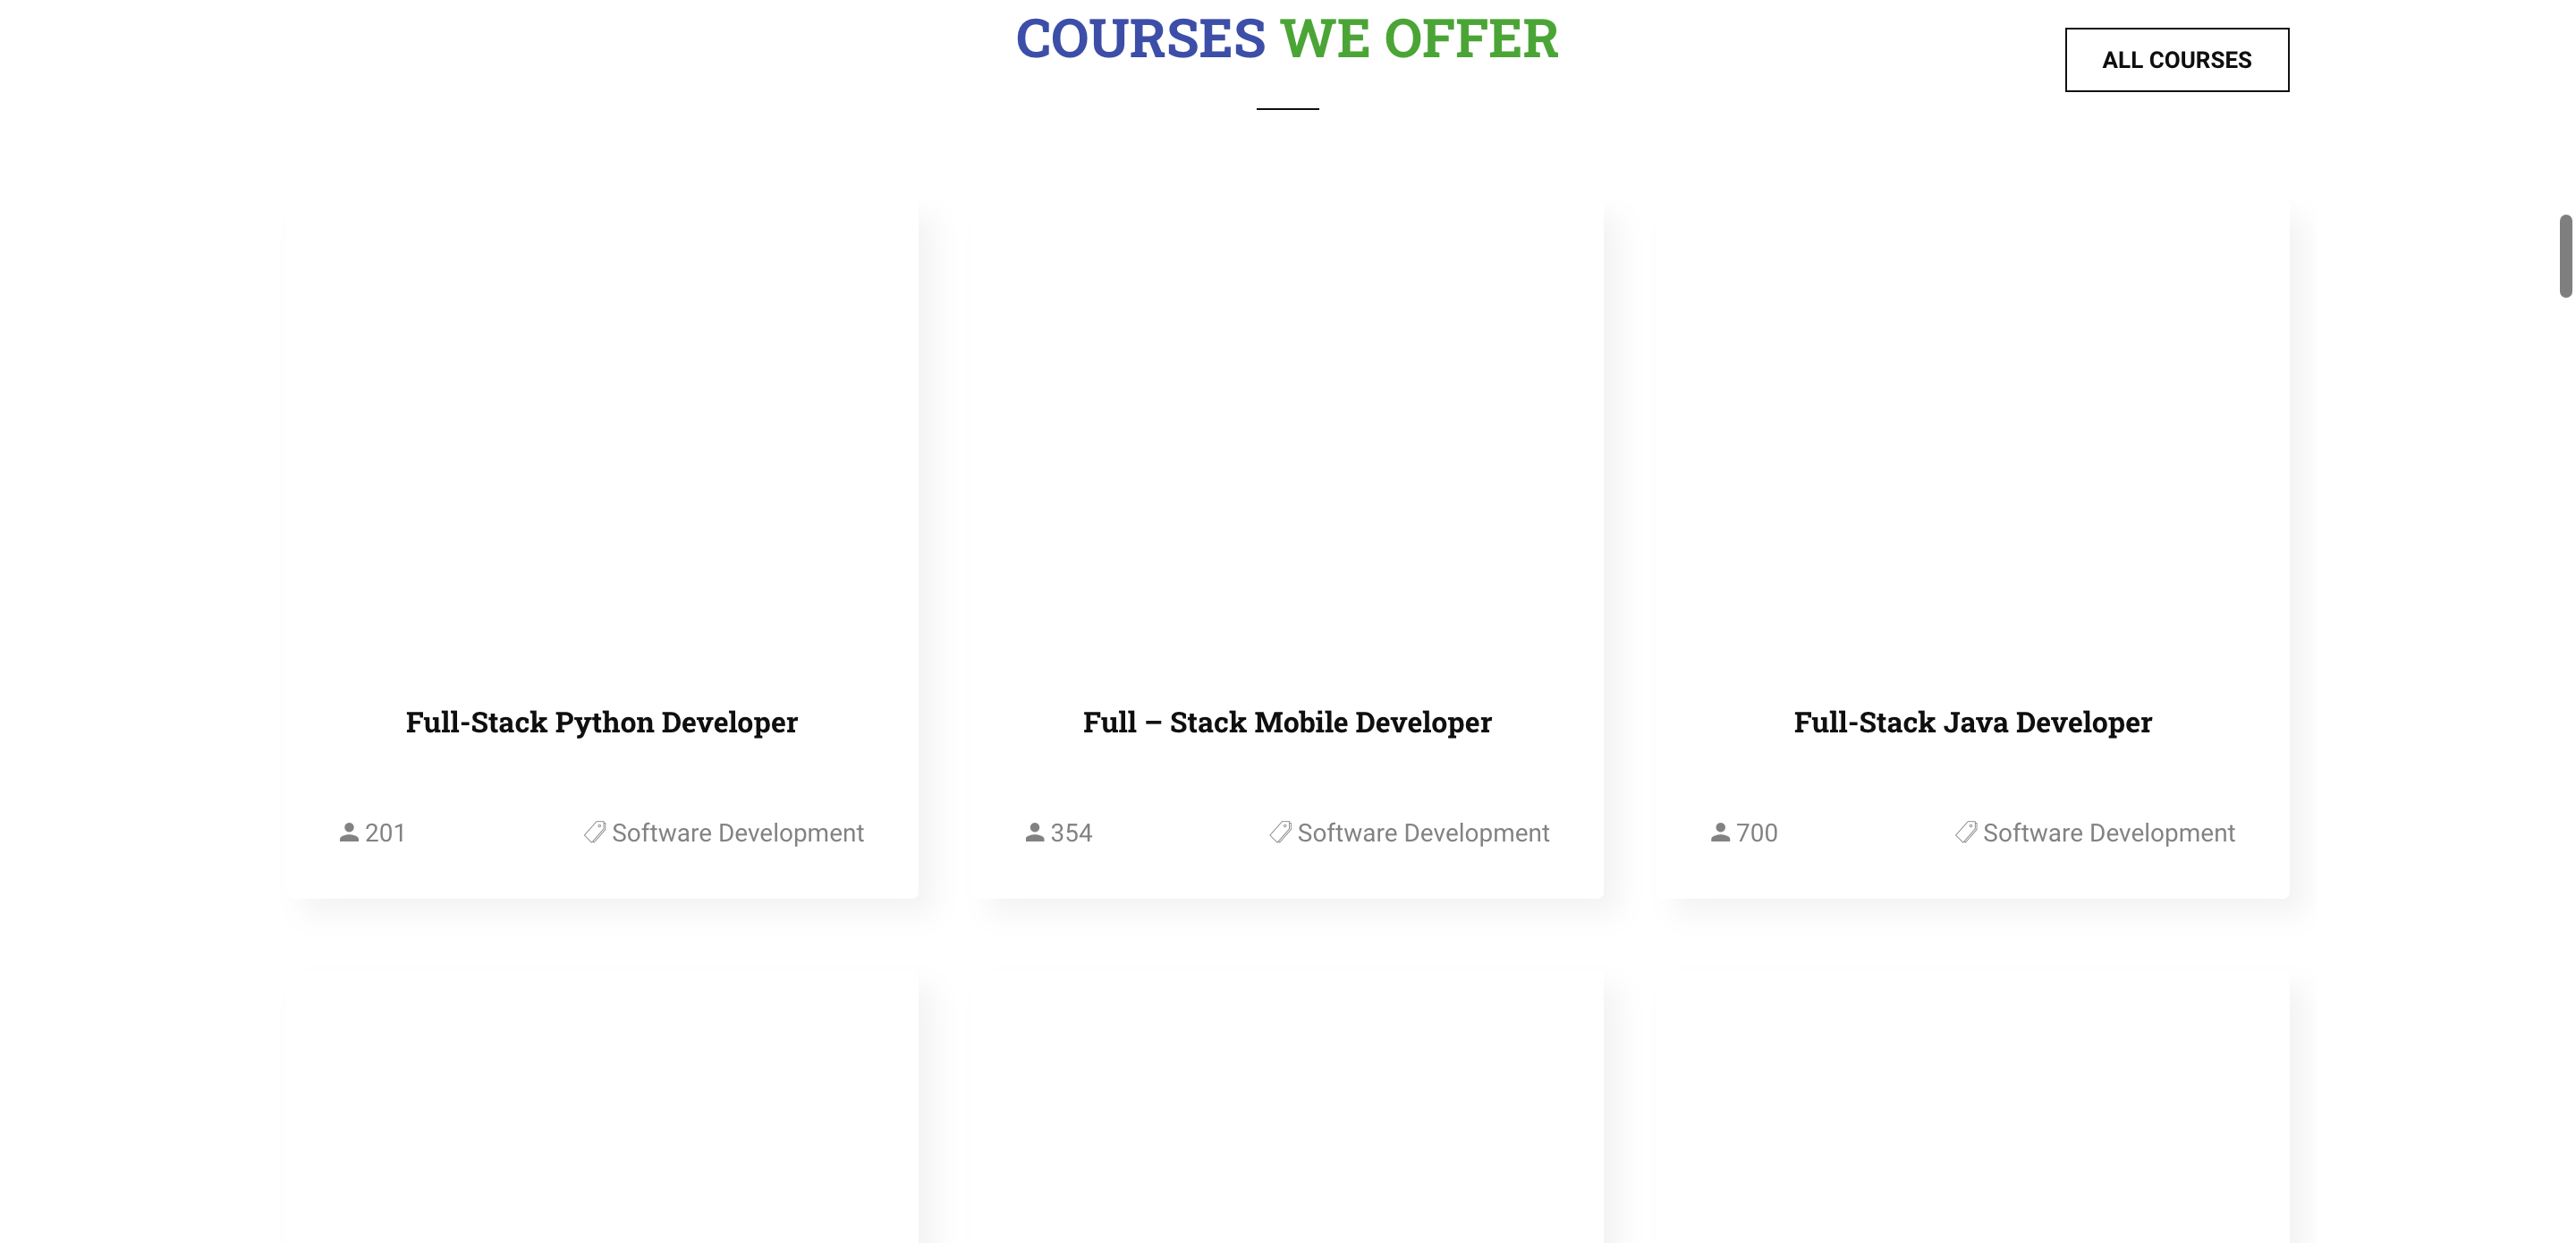 COURSES WE OFFER
ALL COURSES
Full-Stack Python Developer
201
Software Development
Full – Stack Mobile Developer
354
Software Development
Full-Stack Java Developer
700
Software Development